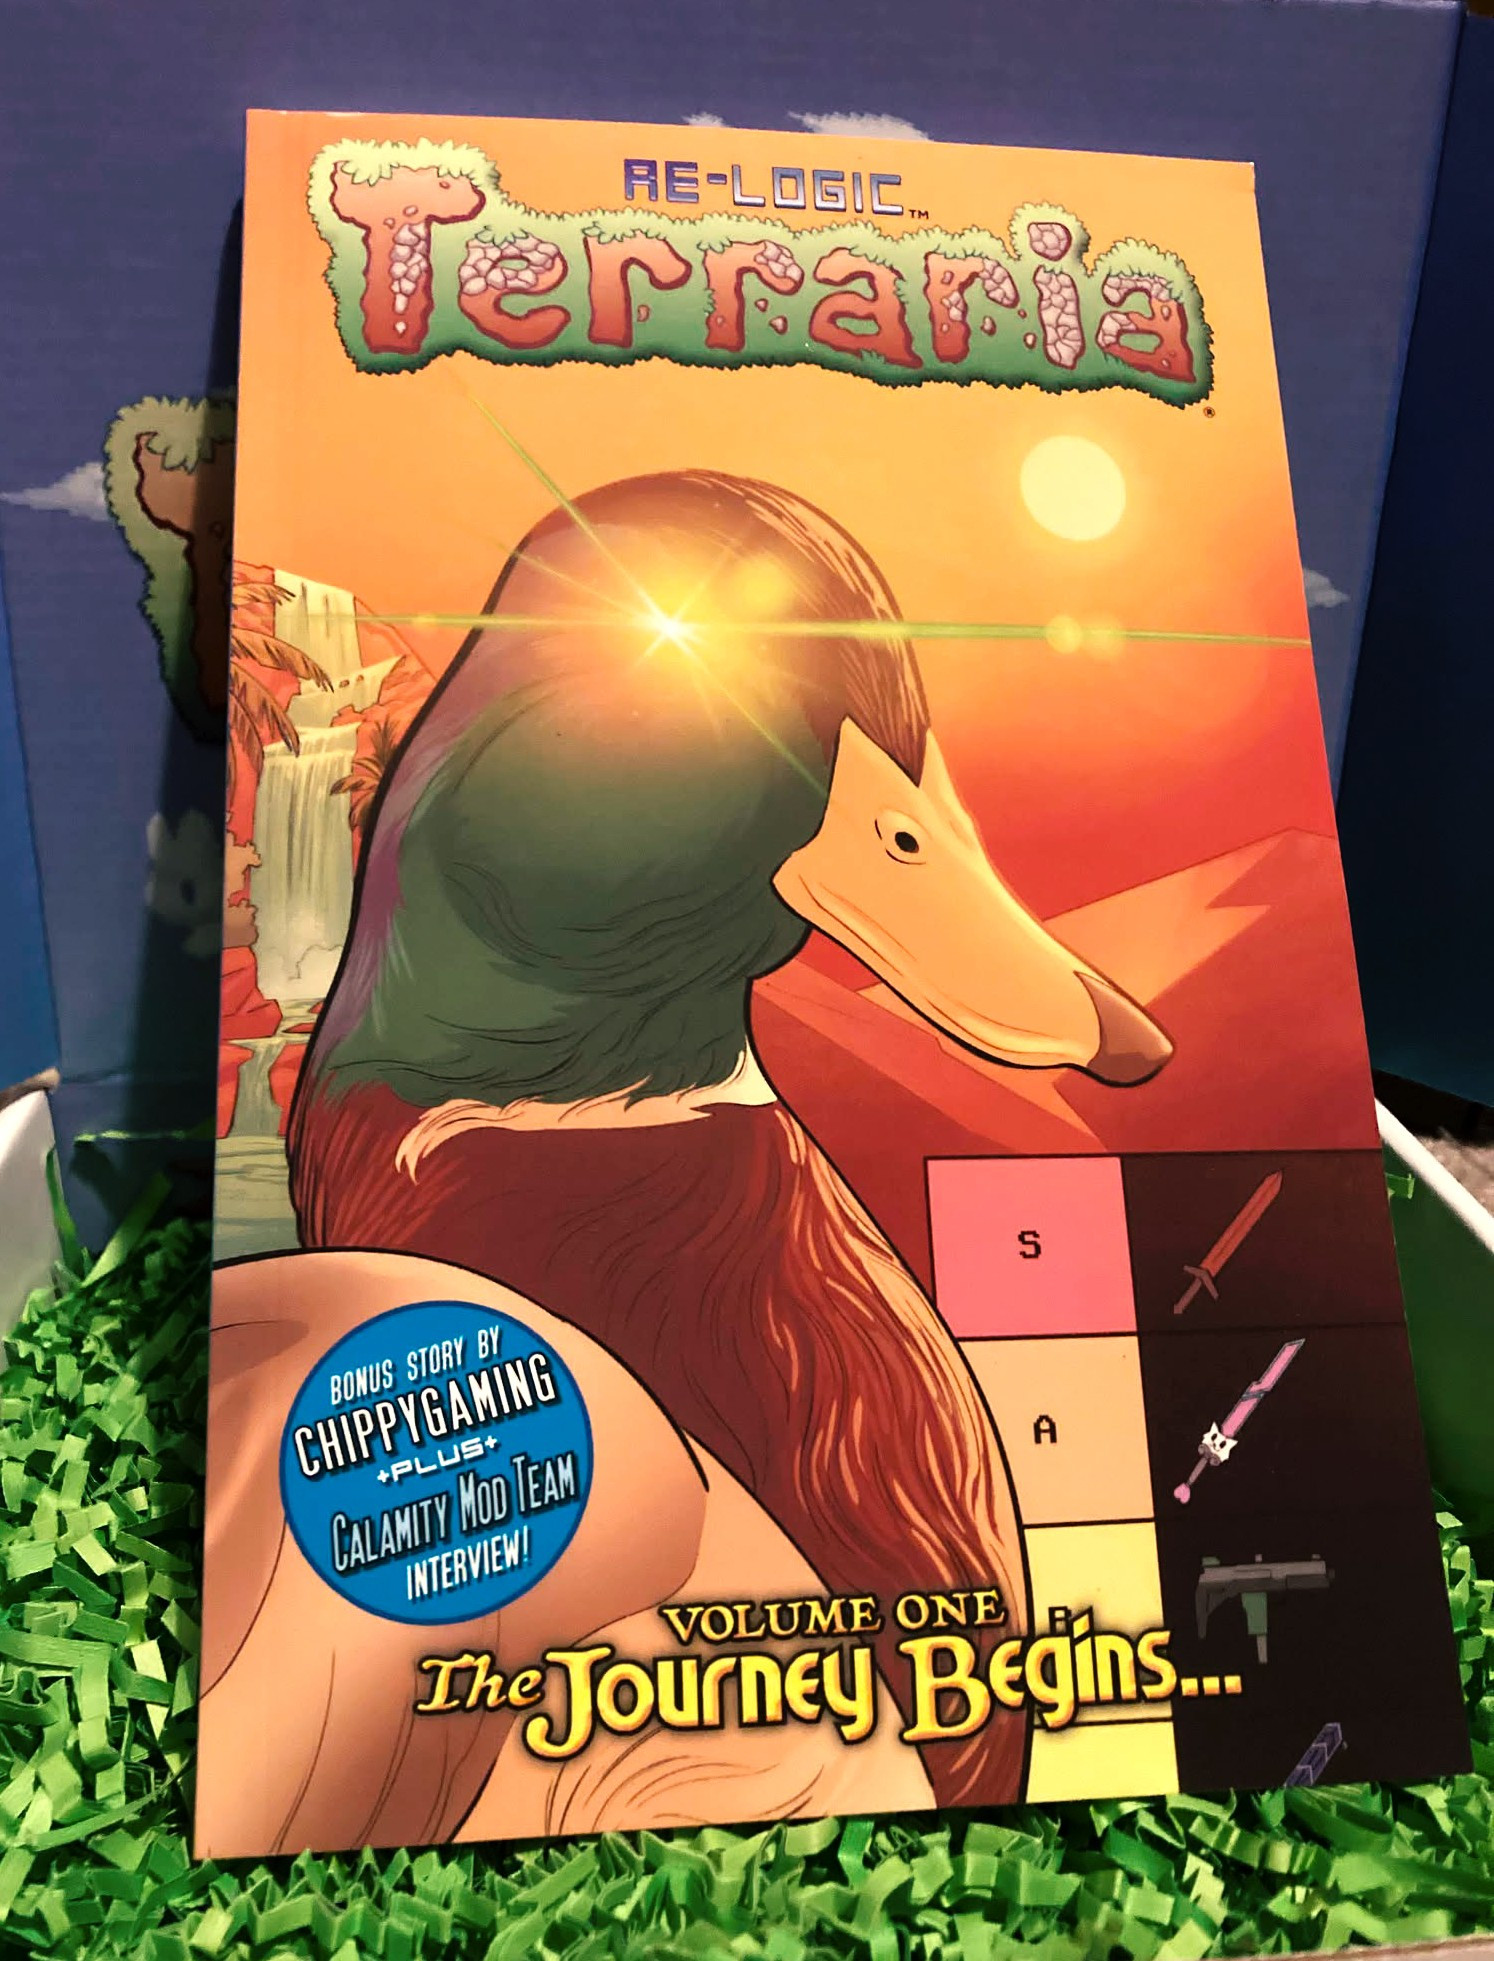 RE-LOGIC™
Terraria®
S
A
BONUS STORY BY
CHIPPYGAMING
+PLUS+
CALAMITY MOD TEAM
INTERVIEW!
VOLUME ONE
The Journey Begins...